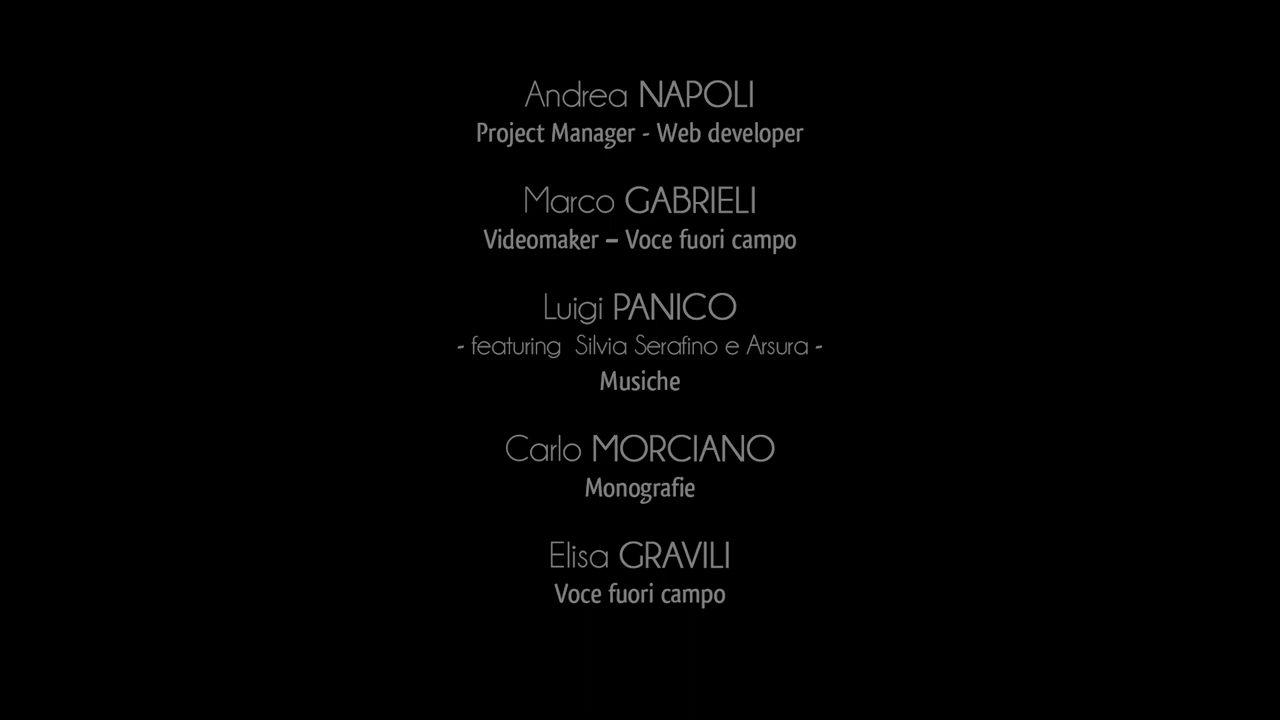 Andrea NAPOLI
Project Manager - Web developer
Marco GABRIELI
Videomaker – Voce fuori campo
Luigi PANICO
- featuring  Silvia Serafino e Arsura -
Musiche
Carlo MORCIANO
Monografie
Elisa GRAVILI
Voce fuori campo